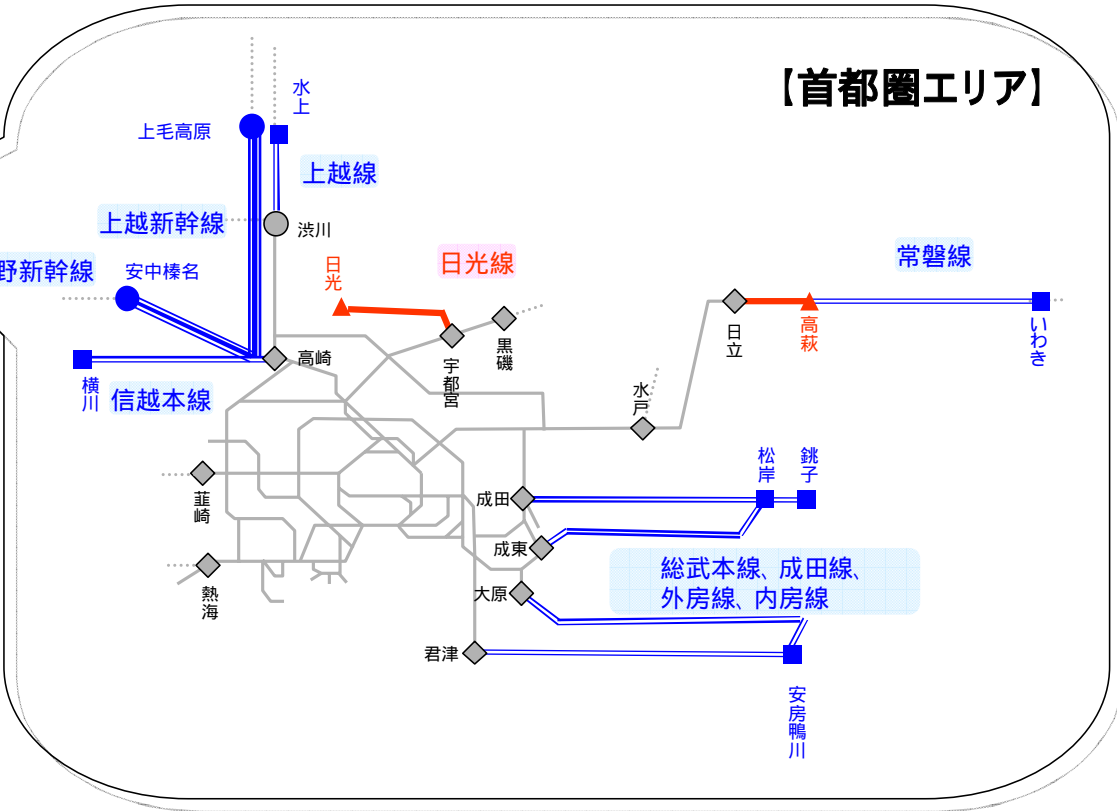 【首都圏エリア】
水上
上毛高原
上越線
上越新幹線
渋川
野新幹線
安中榛名
日光
日光線
常磐線
黒磯
日立
高萩
いわき
高崎
宇都宮
横川
信越本線
水戸
松岸
銚子
韮崎
成田
成東
総武本線、成田線、
外房線、内房線
熱海
大原
君津
安房鴨川